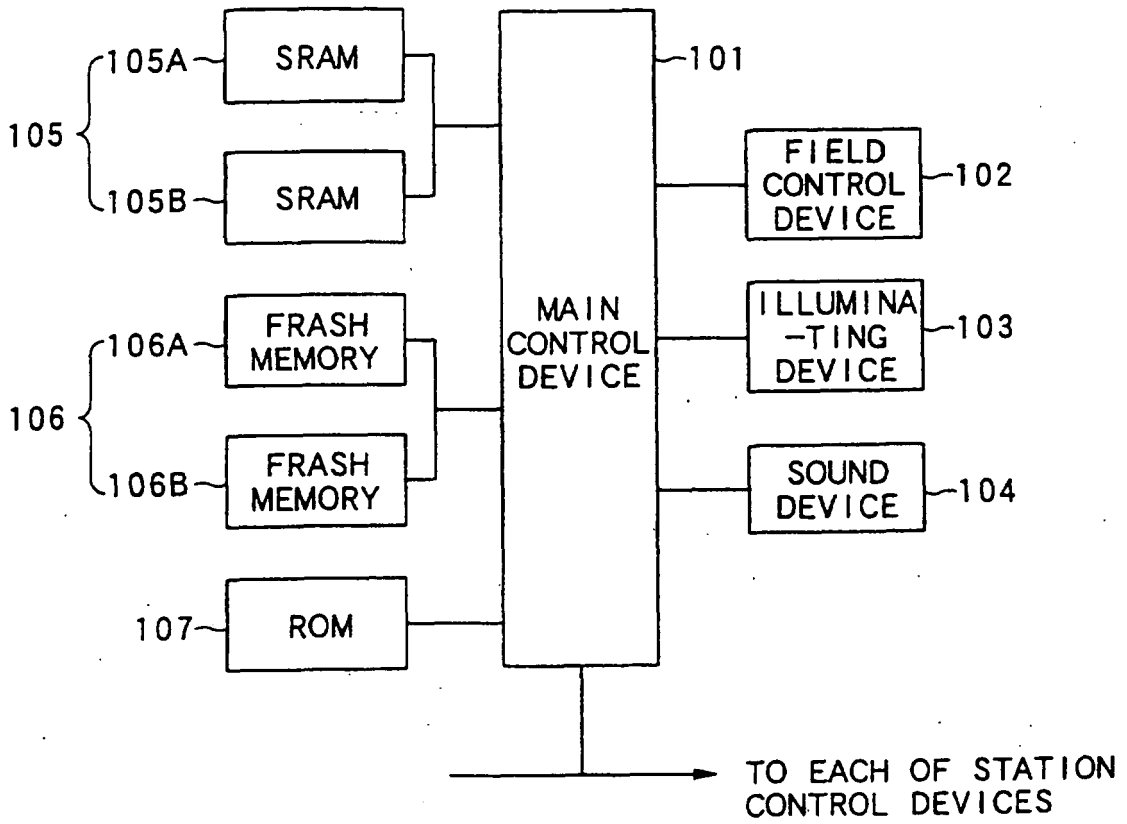 105
105A
SRAM
105B
SRAM
106
106A
FRASH
MEMORY
106B
FRASH
MEMORY
107
ROM
MAIN
CONTROL
DEVICE
101
FIELD
CONTROL
DEVICE
102
ILLUMINA
-TING
DEVICE
103
SOUND
DEVICE
104
TO EACH OF STATION
CONTROL DEVICES